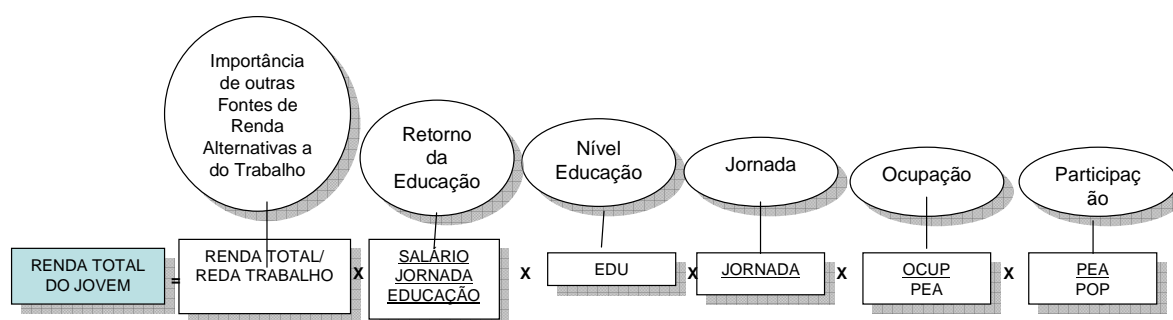 Importância
de outras
Fontes de
Renda
Alternativas a
do Trabalho
Retorno
da
Educação
Nível
Educação
Jornada
Ocupação
Participaç
ão
RENDA TOTAL
DO JOVEM
=
RENDA TOTAL/
REDA TRABALHO
X
SALÁRIO
JORNADA
EDUCAÇÃO
X
EDU
X
JORNADA
X
OCUP
PEA
X
PEA
POP